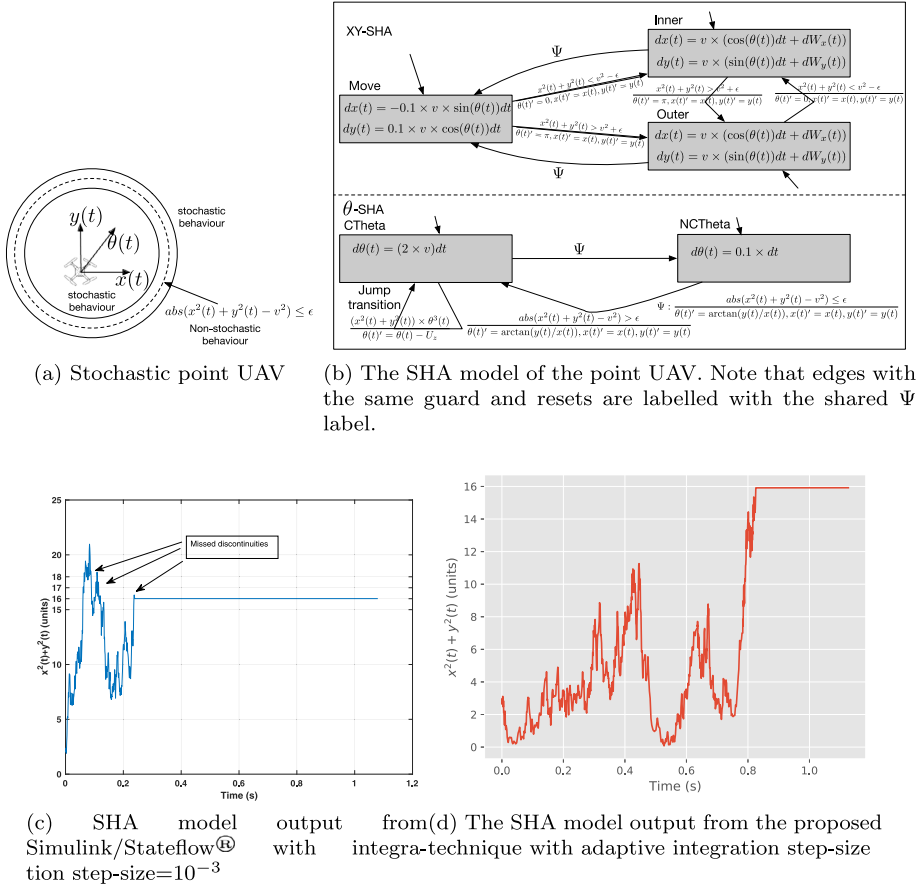 y(t)
θ(t)
x(t)
stochastic
behaviour
stochastic
behaviour
abs(x²(t) + y²(t) − v²) ≤ ϵ
Non-stochastic
behaviour
(a) Stochastic point UAV
XY-SHA
Move
dx(t) = −0.1 × v × sin(θ(t))dt
dy(t) = 0.1 × v × cos(θ(t))dt
Ψ
x²(t) + y²(t) < v² − ϵ
θ(t)′ = 0, x(t)′ = x(t), y(t)′ = y(t)
x²(t) + y²(t) > v² + ϵ
θ(t)′ = π, x(t)′ = x(t), y(t)′ = y(t)
Ψ
Inner
dx(t) = v × (cos(θ(t))dt + dWx(t))
dy(t) = v × (sin(θ(t))dt + dWy(t))
x²(t) + y²(t) > v² + ϵ
θ(t)′ = π, x(t)′ = x(t), y(t)′ = y(t)
x²(t) + y²(t) < v² − ϵ
θ(t)′ = 0, x(t)′ = x(t), y(t)′ = y(t)
Outer
dx(t) = v × (cos(θ(t))dt + dWx(t))
dy(t) = v × (sin(θ(t))dt + dWy(t))
θ-SHA
CTheta
dθ(t) = (2 × v)dt
Ψ
NCTheta
dθ(t) = 0.1 × dt
Jump
transition
(x²(t) + y²(t)) × θ³(t)
θ(t)′ = θ(t) − Uz
abs(x²(t) + y²(t) − v²) > ϵ
θ(t)′ = arctan(y(t)/x(t)), x(t)′ = x(t), y(t)′ = y(t)
Ψ : abs(x²(t) + y²(t) − v²) ≤ ϵ
θ(t)′ = arctan(y(t)/x(t)), x(t)′ = x(t), y(t)′ = y(t)
(b) The SHA model of the point UAV. Note that edges with
the same guard and resets are labelled with the shared Ψ
label.
x²(t)+y²(t) (units)
25
20
18
17
16
15
10
5
0
Missed discontinuities
0 0.2 0.4 0.6 0.8 1 1.2
Time (s)
(c) SHA model output from
Simulink/Stateflow® with integra-
tion step-size=10⁻³
x²(t) + y²(t) (units)
16
14
12
10
8
6
4
2
0
0.0 0.2 0.4 0.6 0.8 1.0
Time (s)
(d) The SHA model output from the proposed
technique with adaptive integration step-size